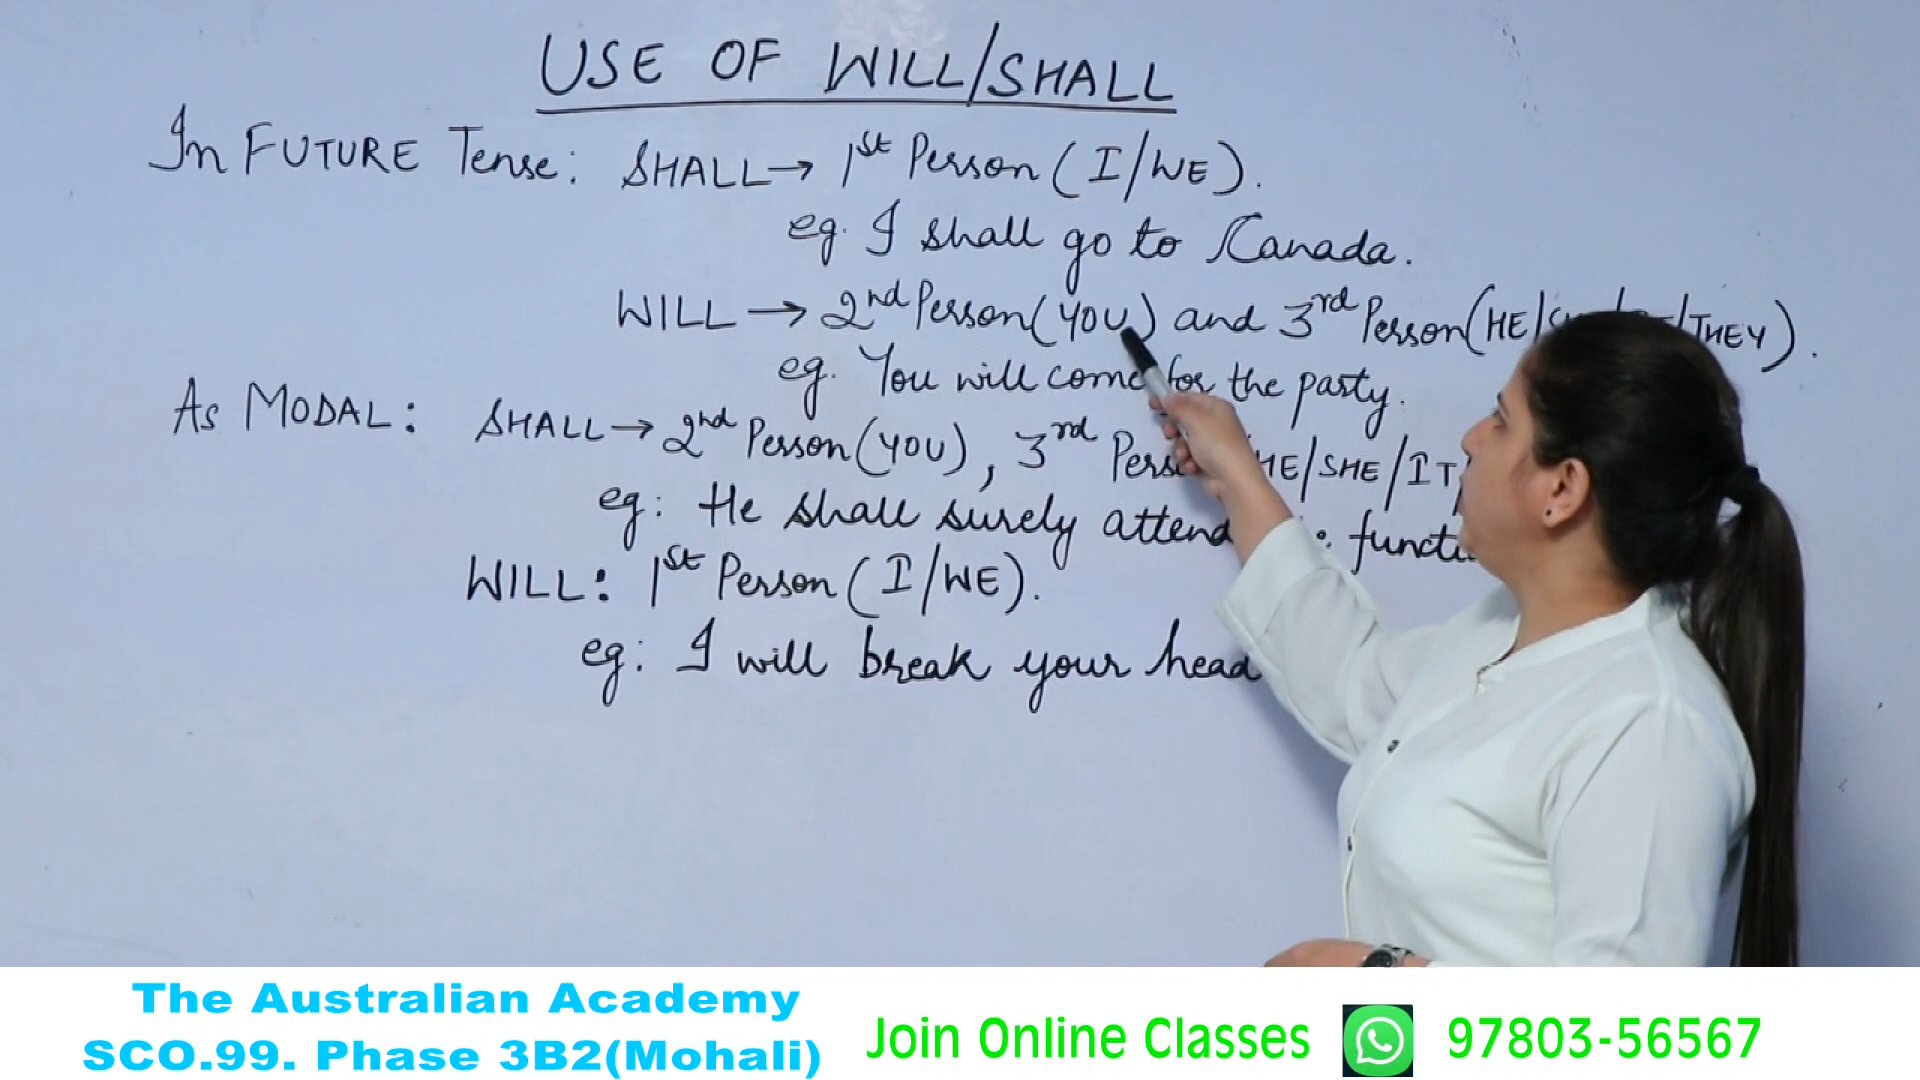 USE OF WILL/SHALL
In FUTURE Tense: SHALL→ 1st Person (I/WE).
eg. I shall go to Canada.
WILL → 2nd Person (YOU) and 3rd Person (HE/ /THEY).
eg. You will come for the party.
As MODAL: SHALL→ 2nd Person (YOU), 3rd HE/SHE/IT
eg: He shall surely
WILL: 1st Person (I/WE).
eg: I will break your head
The Australian Academy
SCO.99. Phase 3B2(Mohali)
Join Online Classes 97803-56567